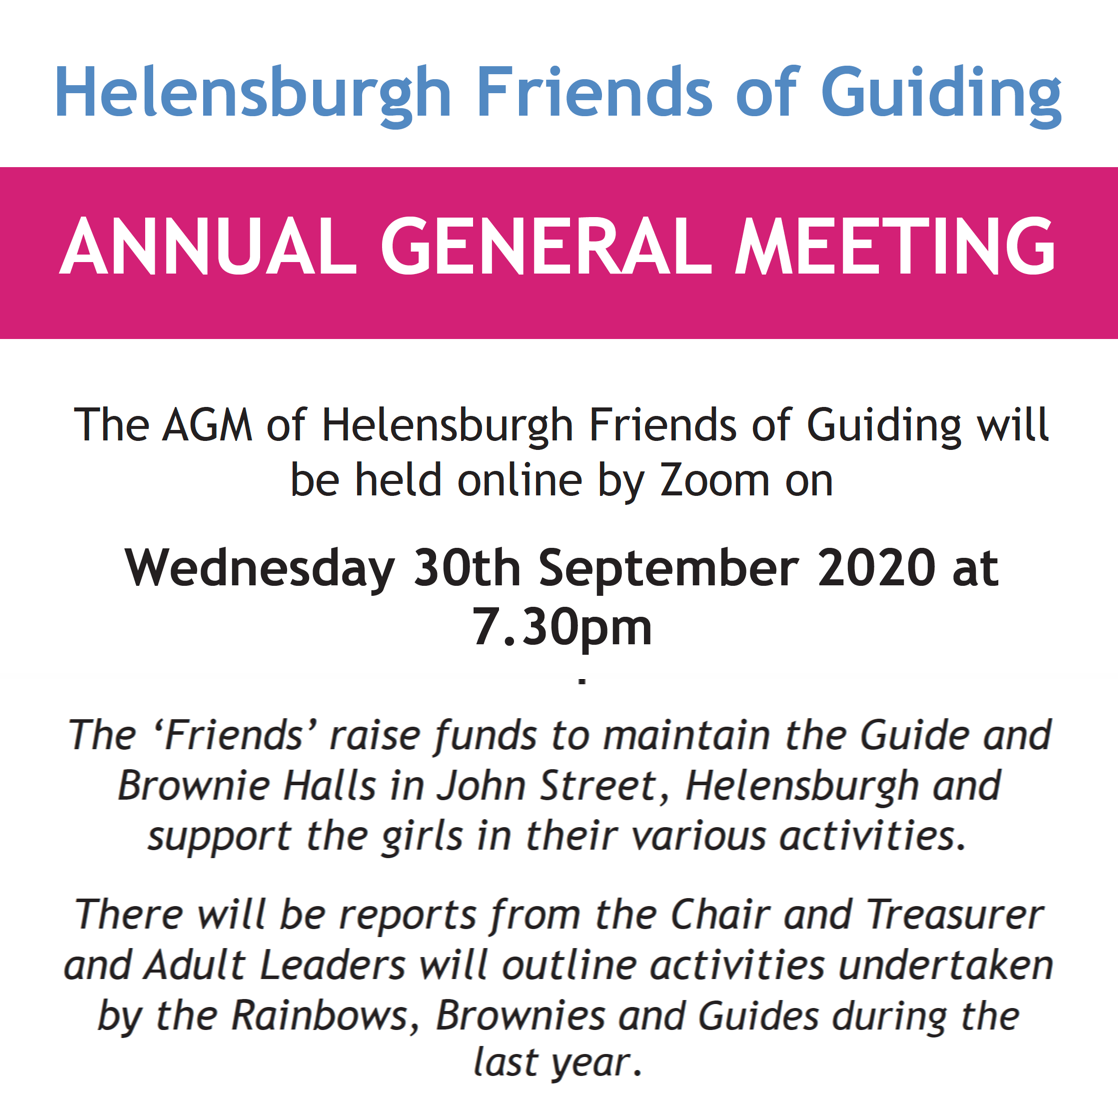 Helensburgh Friends of Guiding
ANNUAL GENERAL MEETING
The AGM of Helensburgh Friends of Guiding will
be held online by Zoom on
Wednesday 30th September 2020 at
7.30pm
.
The ‘Friends’ raise funds to maintain the Guide and
Brownie Halls in John Street, Helensburgh and
support the girls in their various activities.
There will be reports from the Chair and Treasurer
and Adult Leaders will outline activities undertaken
by the Rainbows, Brownies and Guides during the
last year.